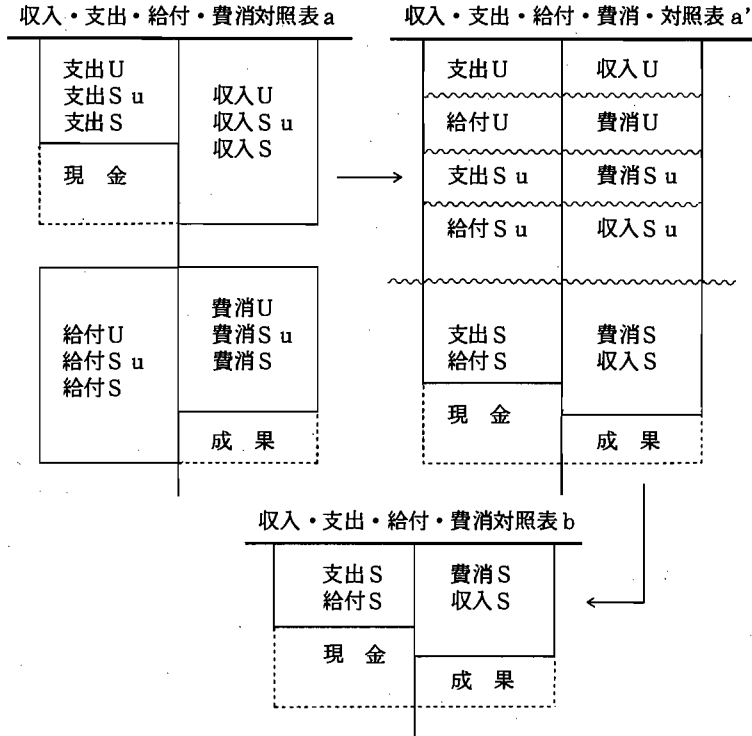 収入・支出・給付・費消対照表a
支出U
支出Su
支出S
収入U
収入Su
収入S
現 金
給付U
給付Su
給付S
費消U
費消Su
費消S
成 果
収入・支出・給付・費消・対照表a'
支出U 収入U
給付U 費消U
支出Su 費消Su
給付Su 収入Su
支出S 費消S
給付S 収入S
現 金
成 果
収入・支出・給付・費消対照表b
支出S 費消S
給付S 収入S
現 金
成 果